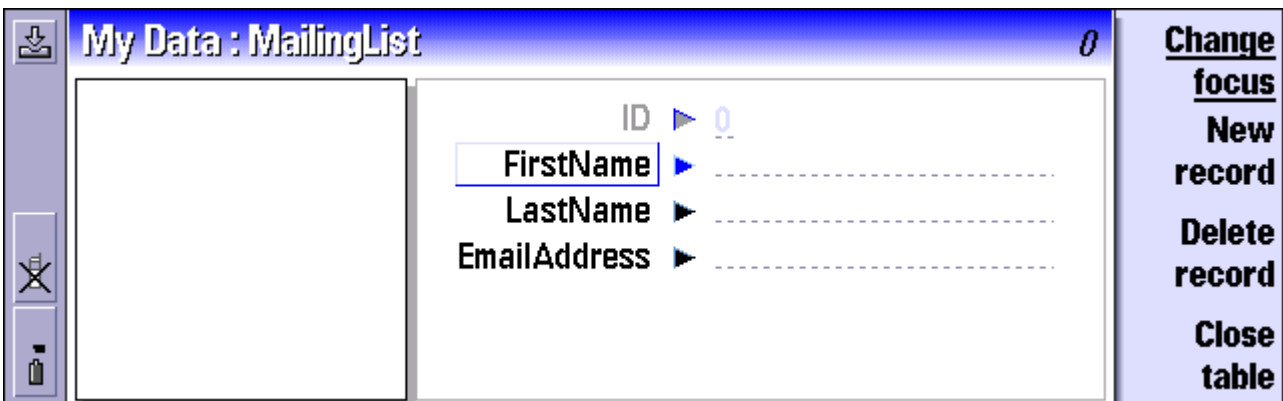 My Data : MailingList 0
ID 0
FirstName
LastName
EmailAddress
Change
focus
New
record
Delete
record
Close
table